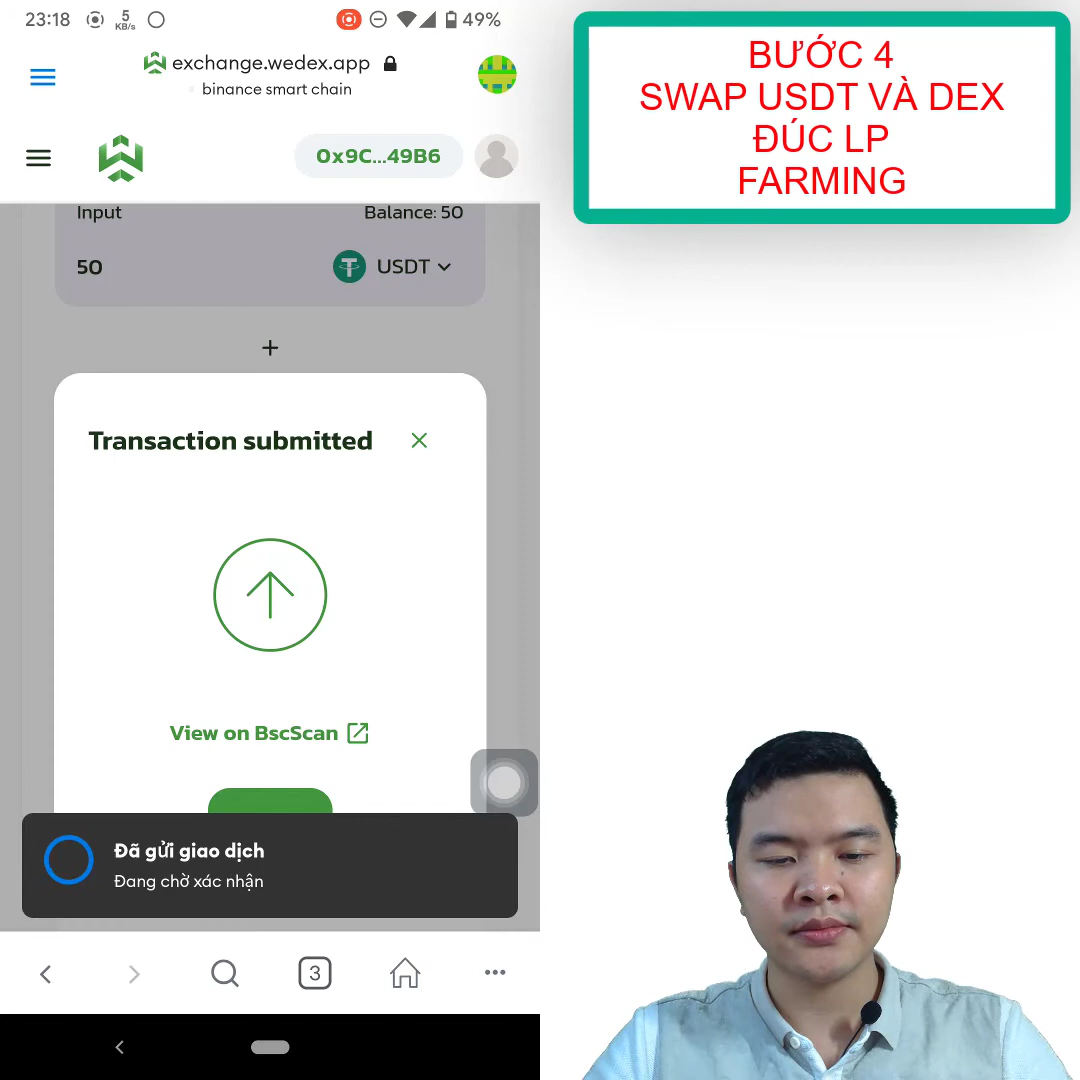 23:18
5
KB/s
49%
exchange.wedex.app
binance smart chain
0x9C...49B6
Input
Balance: 50
50
USDT
+
Transaction submitted
View on BscScan
Đã gửi giao dịch
Đang chờ xác nhận
3
BƯỚC 4
SWAP USDT VÀ DEX
ĐÚC LP
FARMING